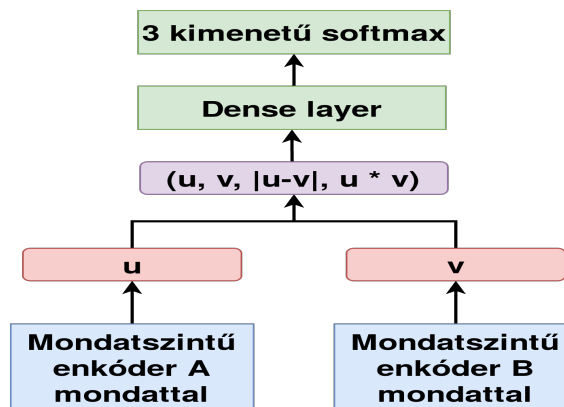 3 kimenetű softmax
Dense layer
(u, v, |u-v|, u * v)
u
v
Mondatszintű
enkóder A
mondattal
Mondatszintű
enkóder B
mondattal